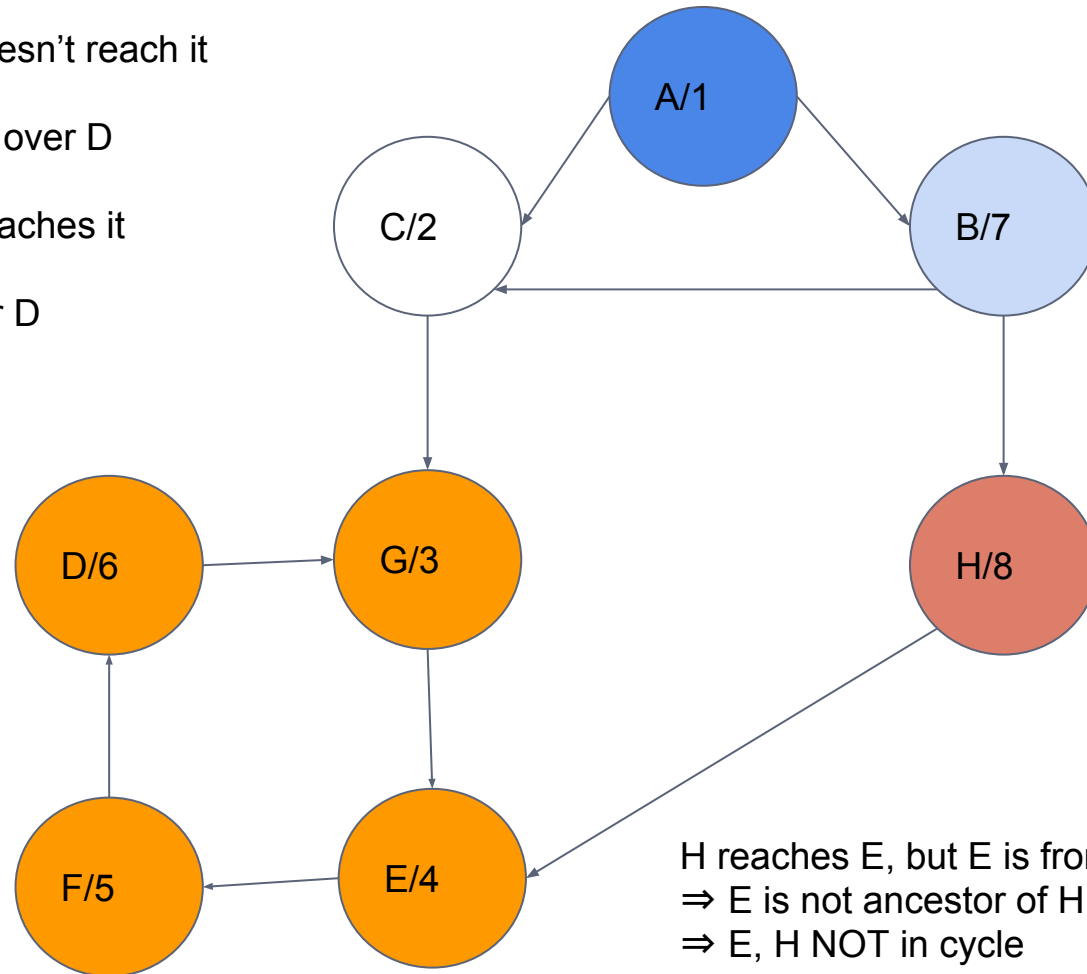 esn’t reach it
over D
aches it
r D
A/1
C/2
B/7
D/6
G/3
H/8
F/5
E/4
H reaches E, but E is fron
⇒ E is not ancestor of H
⇒ E, H NOT in cycle